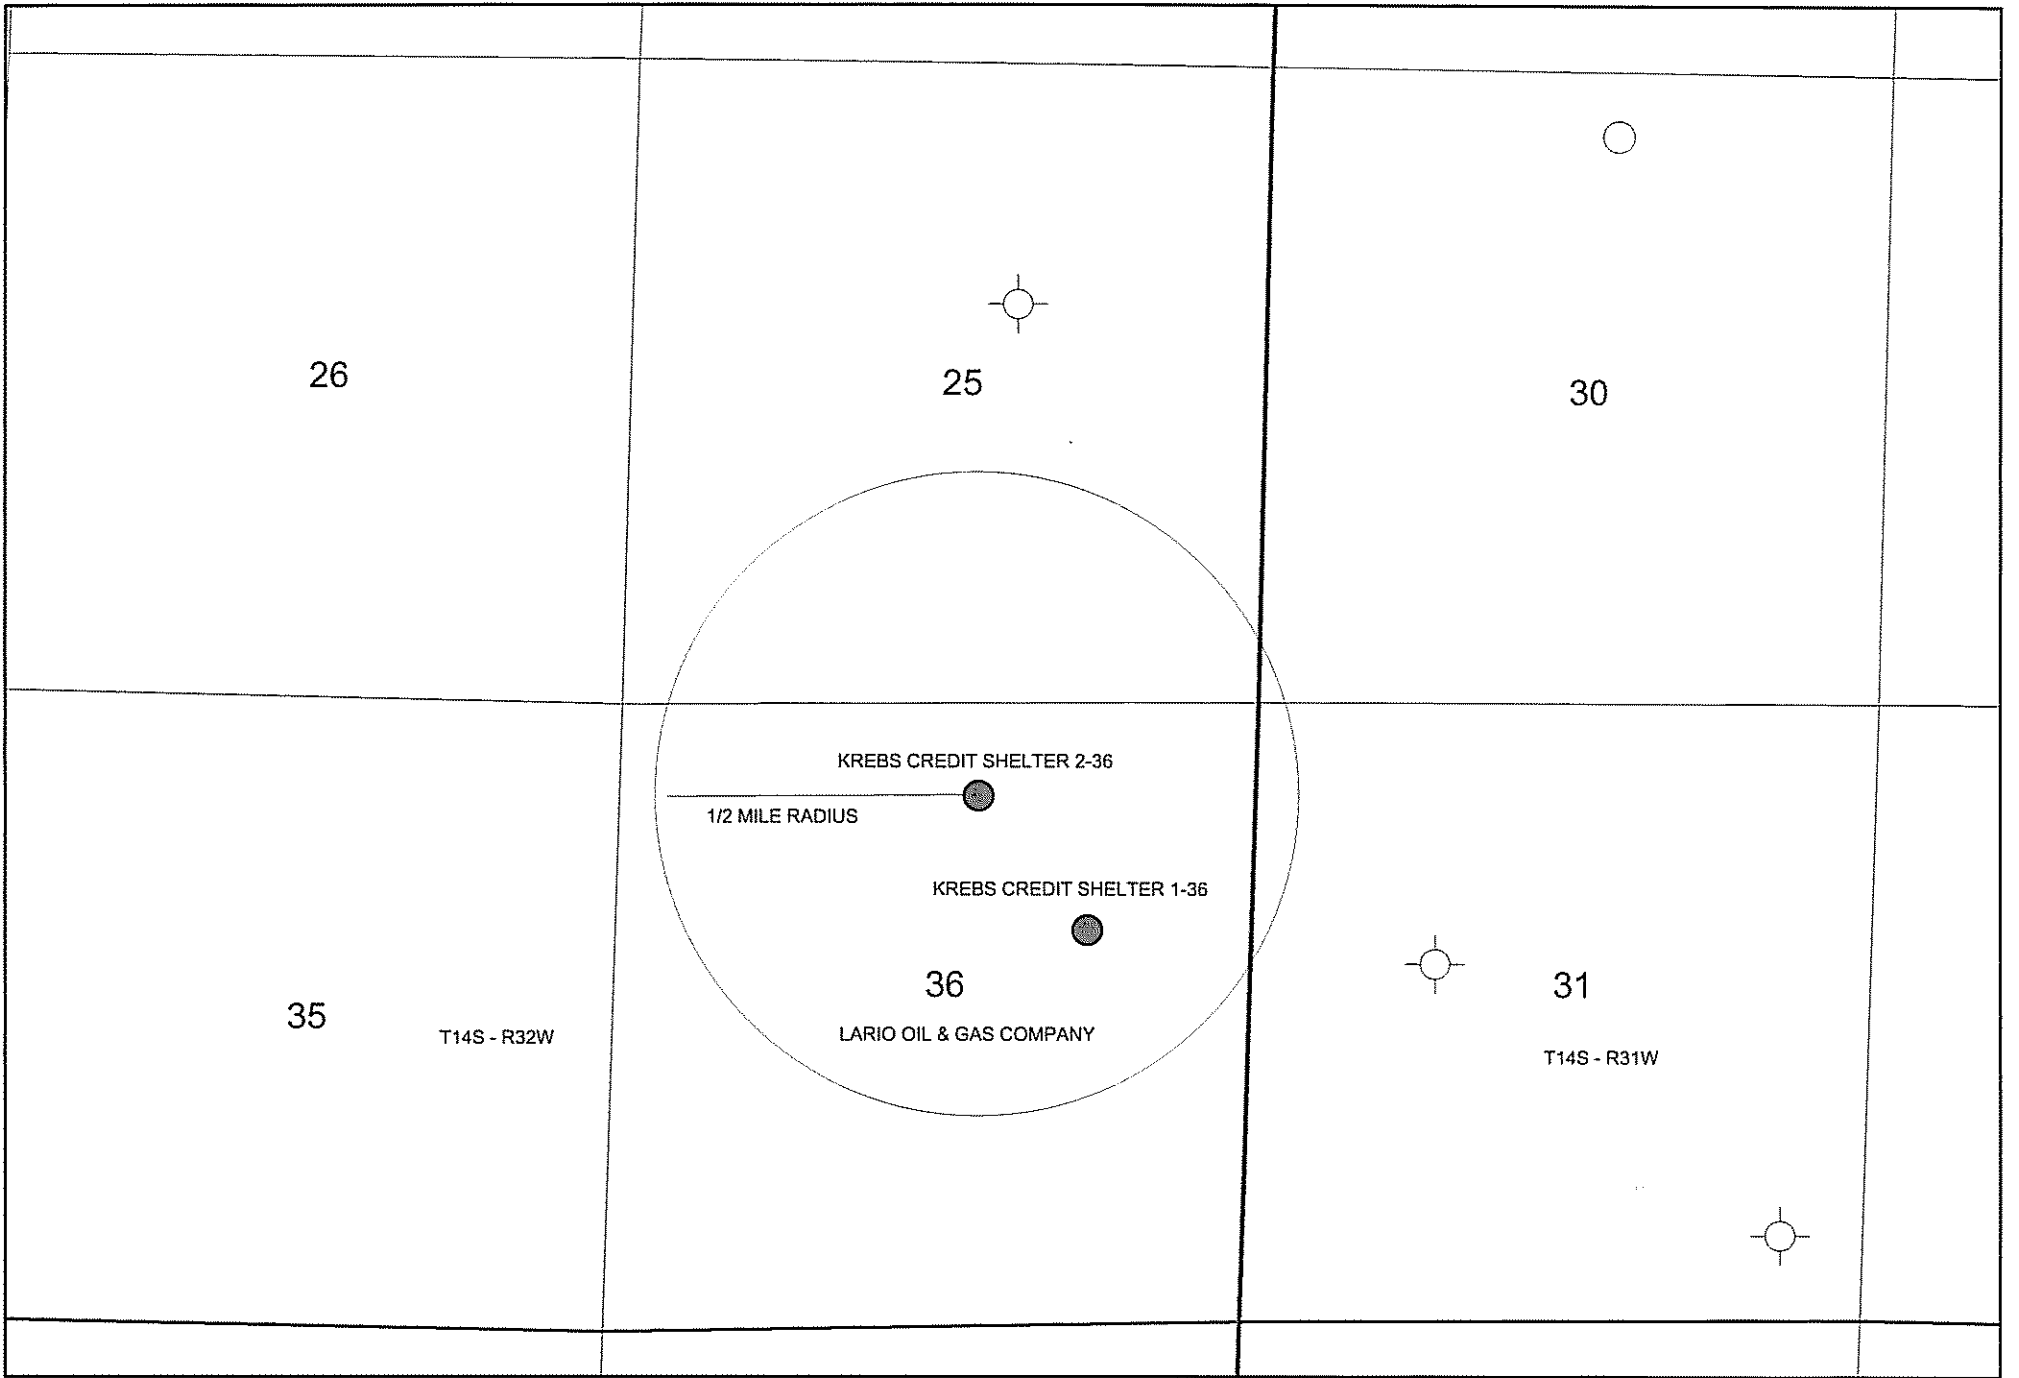 26
25
30
KREBS CREDIT SHELTER 2-36
1/2 MILE RADIUS
KREBS CREDIT SHELTER 1-36
36
31
35
T14S - R32W
LARIO OIL & GAS COMPANY
T14S - R31W